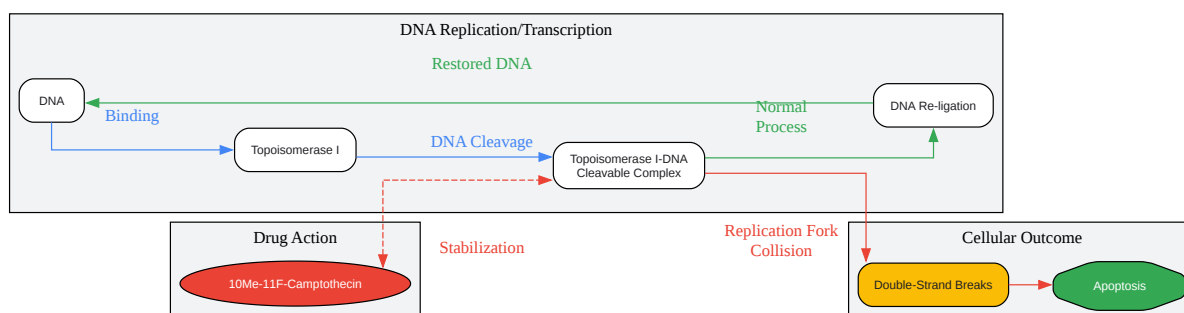 DNA Replication/Transcription
Restored DNA
DNA
Binding
Topoisomerase I
DNA Cleavage
Topoisomerase I-DNA
Cleavable Complex
Normal
Process
DNA Re-ligation
Drug Action
Stabilization
10Me-11F-Camptothecin
Replication Fork
Collision
Cellular Outcome
Double-Strand Breaks
Apoptosis